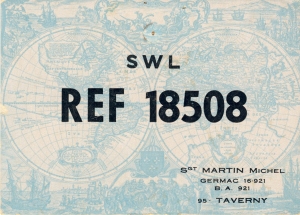 SWL
REF 18508
SGT MARTIN MICHEL
GERMAC 16-921
B. A. 921
95 - TAVERNY